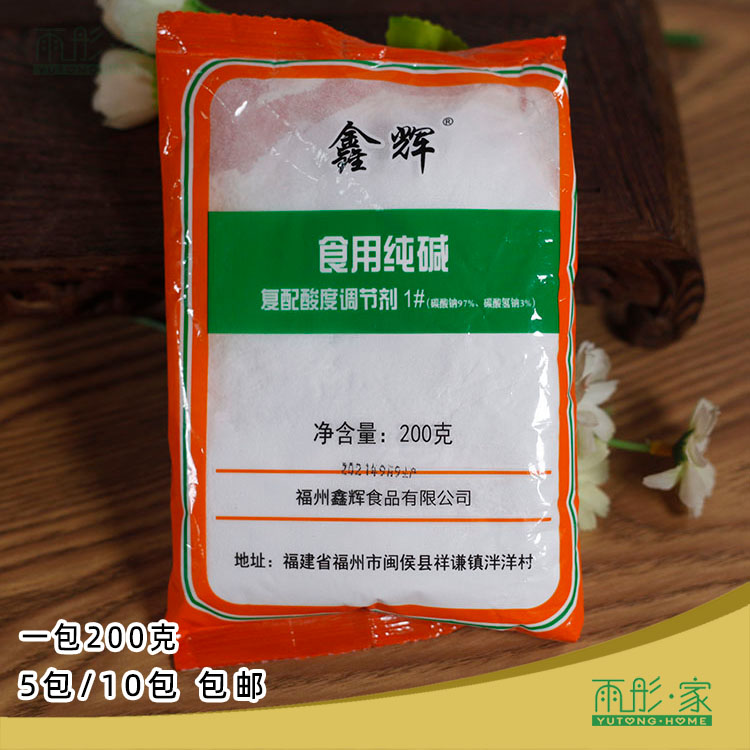 雨彤·家
YUTONG·HOME
鑫辉®
食用纯碱
复配酸度调节剂 1#(碳酸钠97%、碳酸氢钠3%)
净含量：200克
福州鑫辉食品有限公司
地址：福建省福州市闽侯县祥谦镇泮洋村
一包200克
5包/10包 包邮
雨彤·家
YUTONG·HOME